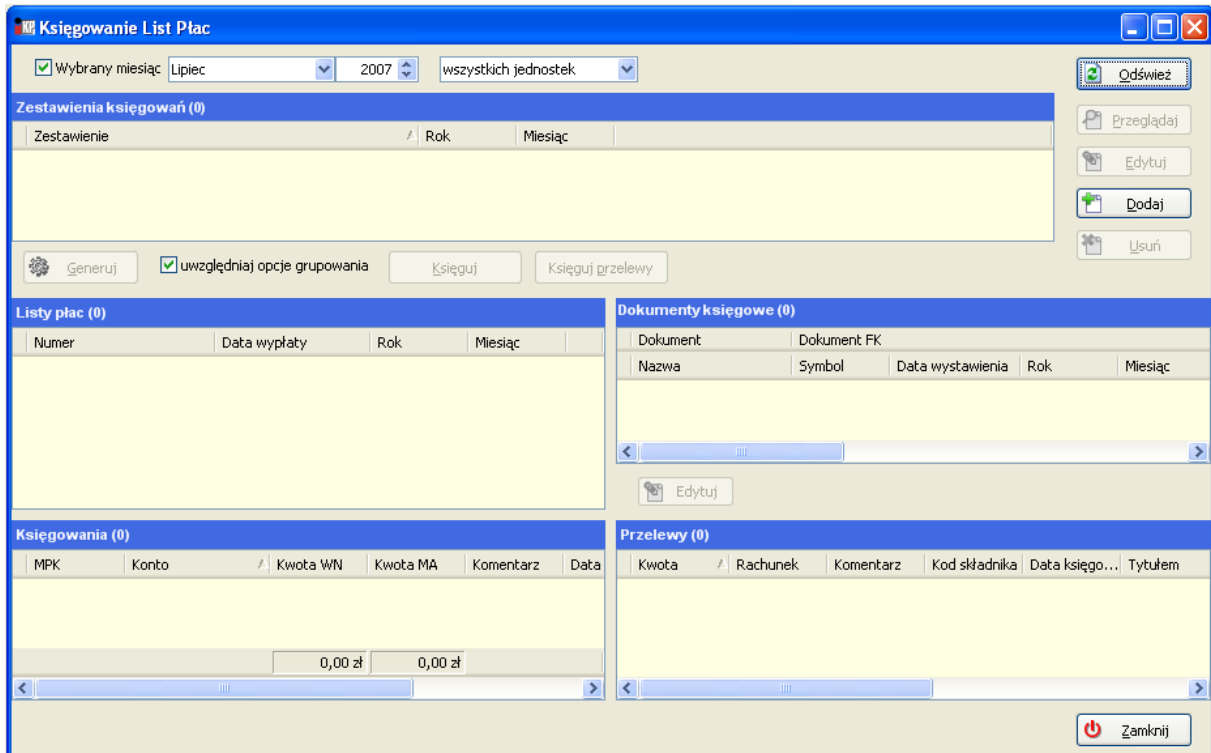 KP Księgowanie List Płac
Wybrany miesiąc Lipiec 2007 wszystkich jednostek
Odśwież
Zestawienia księgowań (0)
Przeglądaj
Zestawienie Rok Miesiąc
Edytuj
Dodaj
Usuń
Generuj uwzględniaj opcje grupowania Księguj Księguj przelewy
Listy płac (0)
Numer Data wypłaty Rok Miesiąc
Dokumenty księgowe (0)
Dokument Dokument FK
Nazwa Symbol Data wystawienia Rok Miesiąc
Edytuj
Księgowania (0)
MPK Konto Kwota WN Kwota MA Komentarz Data
0,00 zł 0,00 zł
Przelewy (0)
Kwota Rachunek Komentarz Kod składnika Data księgo... Tytułem
Zamknij